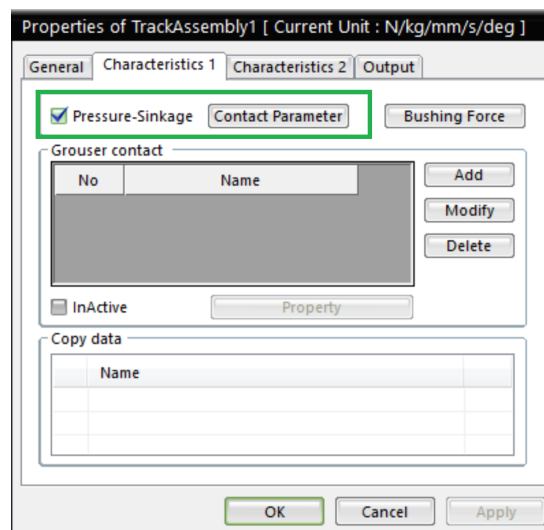 Properties of TrackAssembly1 [ Current Unit : N/kg/mm/s/deg ]
General Characteristics 1 Characteristics 2 Output
Pressure-Sinkage Contact Parameter Bushing Force
Grouser contact
No Name Add
Modify
Delete
InActive Property
Copy data
Name
OK Cancel Apply